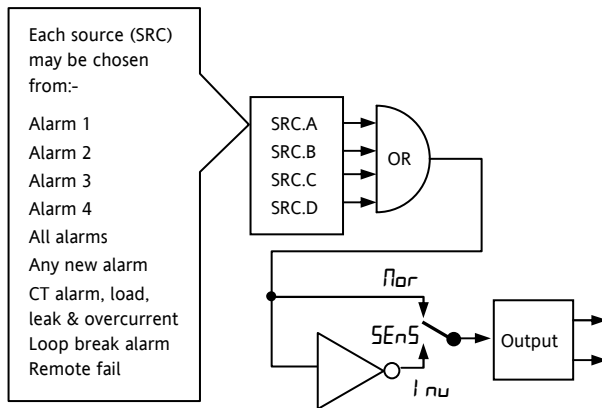 Each source (SRC)
may be chosen
from:-
Alarm 1
Alarm 2
Alarm 3
Alarm 4
All alarms
Any new alarm
CT alarm, load,
leak & overcurrent
Loop break alarm
Remote fail
SRC.A
SRC.B
SRC.C
SRC.D
OR
nor
SEnS
Inv
Output